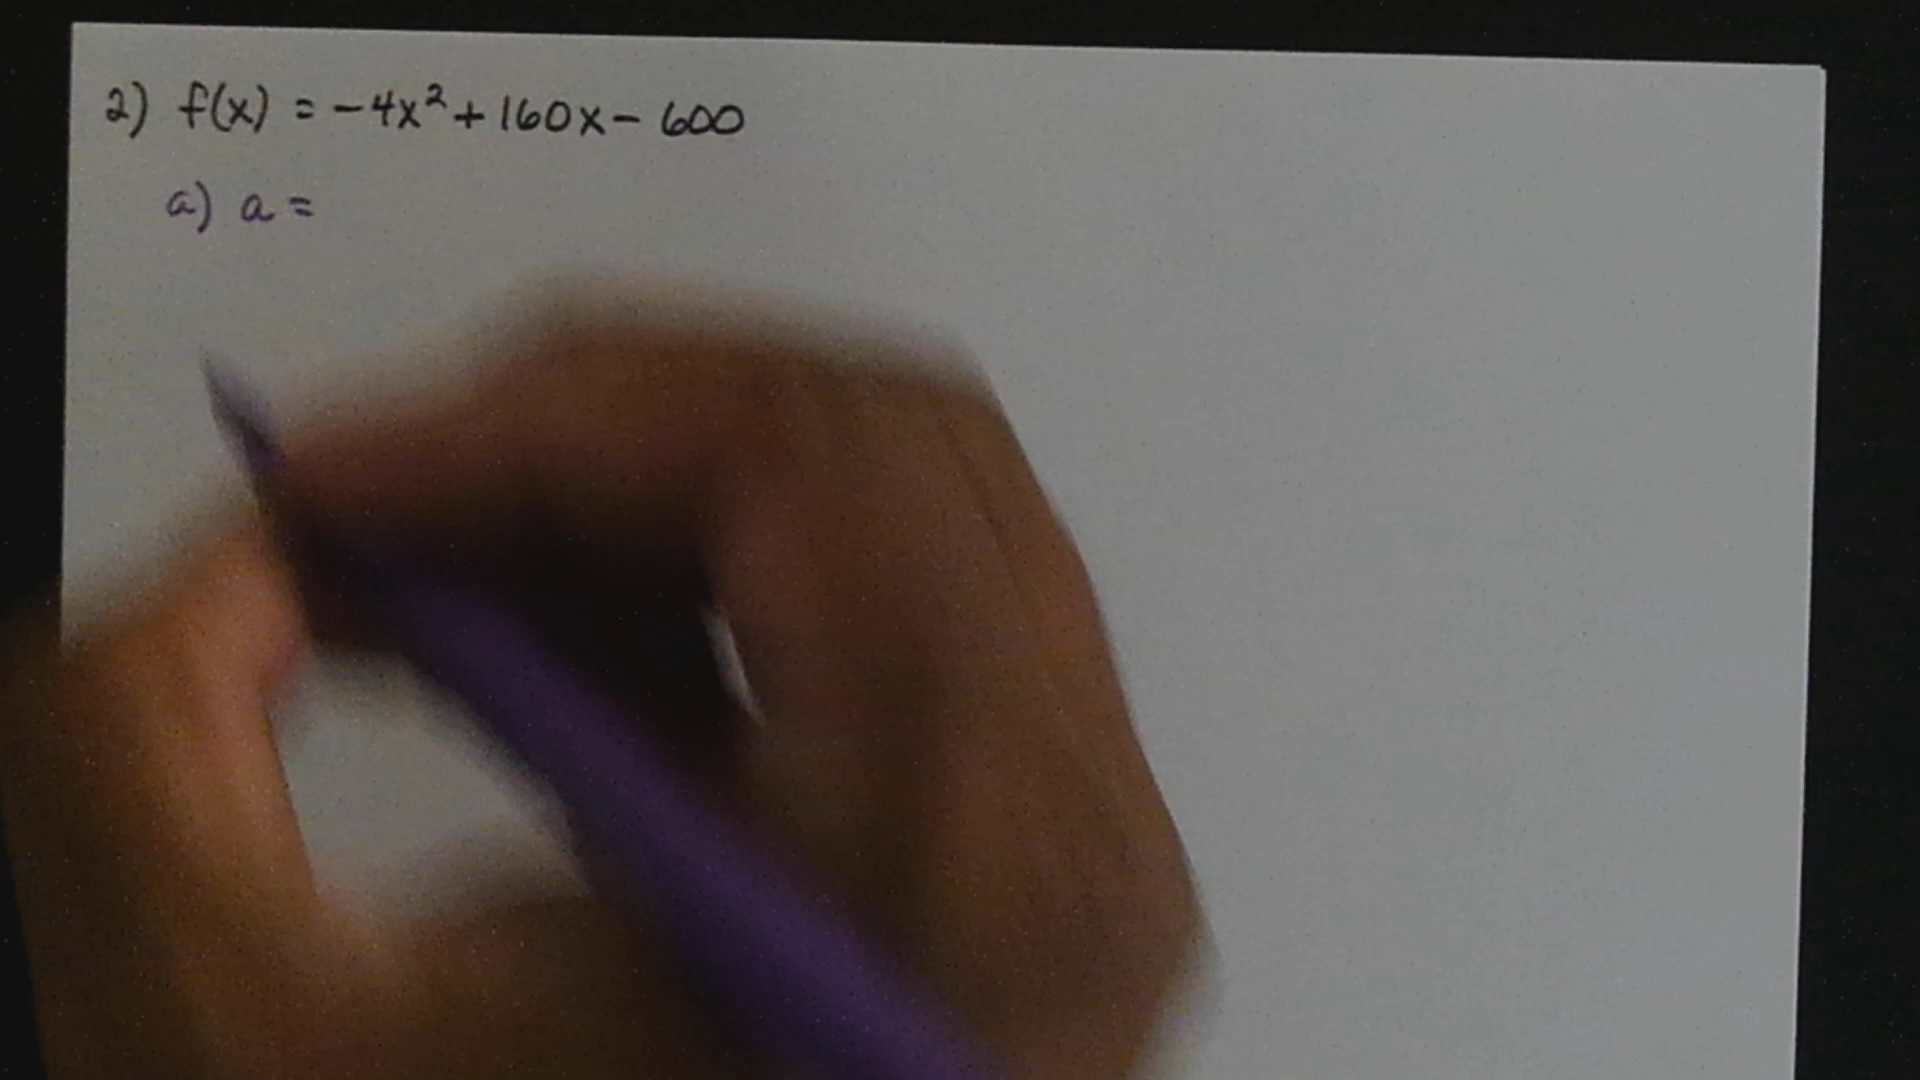 2) f(x) = -4x² + 160x - 600
a) a =